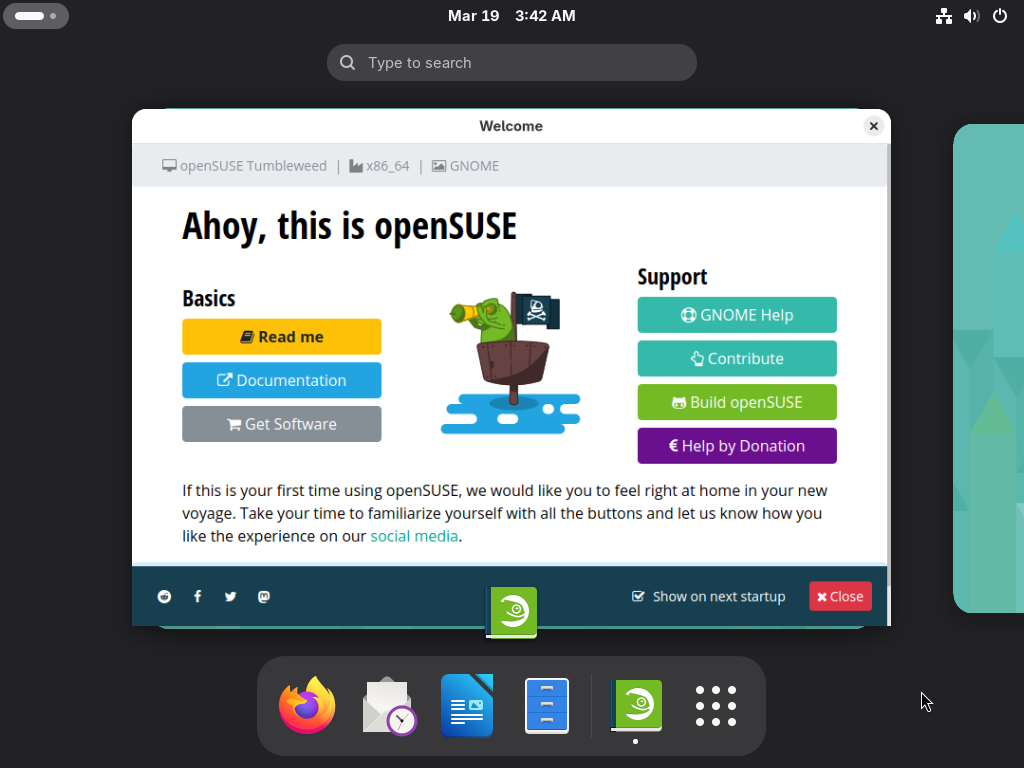 Mar 19 3:42 AM
Type to search
Welcome
openSUSE Tumbleweed | x86_64 | GNOME
Ahoy, this is openSUSE
Basics
Read me
Documentation
Get Software
Support
GNOME Help
Contribute
Build openSUSE
€ Help by Donation
If this is your first time using openSUSE, we would like you to feel right at home in your new
voyage. Take your time to familiarize yourself with all the buttons and let us know how you
like the experience on our social media.
Show on next startup
Close